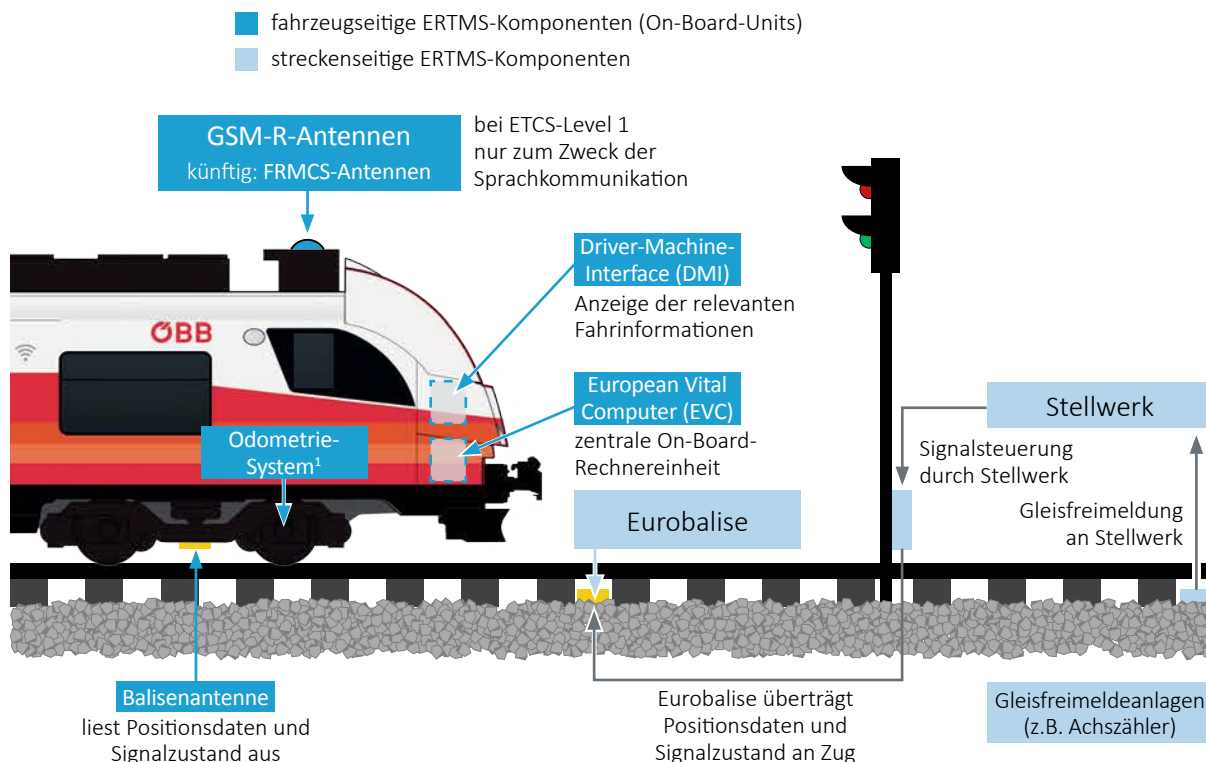 fahrzeugseitige ERTMS-Komponenten (On-Board-Units)
streckenseitige ERTMS-Komponenten
GSM-R-Antennen
künftig: FRMCS-Antennen
bei ETCS-Level 1
nur zum Zweck der
Sprachkommunikation
Driver-Machine-
Interface (DMI)
Anzeige der relevanten
Fahrinformationen
ÖBB
European Vital
Computer (EVC)
zentrale On-Board-
Rechnereinheit
Odometrie-
System¹
Stellwerk
Signalsteuerung
durch Stellwerk
Gleisfreimeldung
an Stellwerk
Eurobalise
Balisenantenne
liest Positionsdaten und
Signalzustand aus
Eurobalise überträgt
Positionsdaten und
Signalzustand an Zug
Gleisfreimeldeanlagen
(z.B. Achszähler)